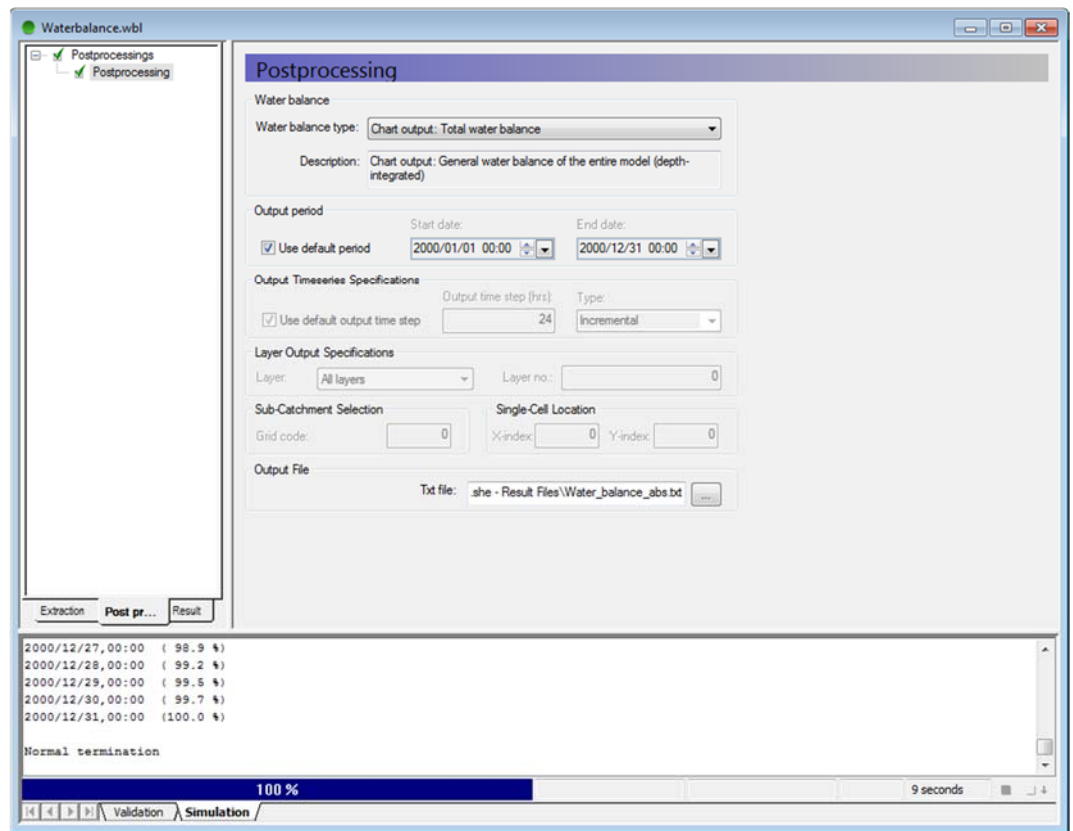 Waterbalance.wbl
Postprocessings
Postprocessing
Postprocessing
Water balance
Water balance type: Chart output: Total water balance
Description: Chart output: General water balance of the entire model (depth-
integrated)
Output period
Start date: End date:
Use default period 2000/01/01 00:00 2000/12/31 00:00
Output Timeseries Specifications
Output time step (hrs): Type:
Use default output time step 24 Incremental
Layer Output Specifications
Layer: All layers Layer no.: 0
Sub-Catchment Selection Single-Cell Location
Grid code: 0 X-index: 0 Y-index: 0
Output File
Txt file: .she - Result Files\Water_balance_abs.txt ...
Extraction Post pr... Result
2000/12/27,00:00 ( 98.9 %)
2000/12/28,00:00 ( 99.2 %)
2000/12/29,00:00 ( 99.5 %)
2000/12/30,00:00 ( 99.7 %)
2000/12/31,00:00 (100.0 %)
Normal termination
100 % 9 seconds
Validation Simulation